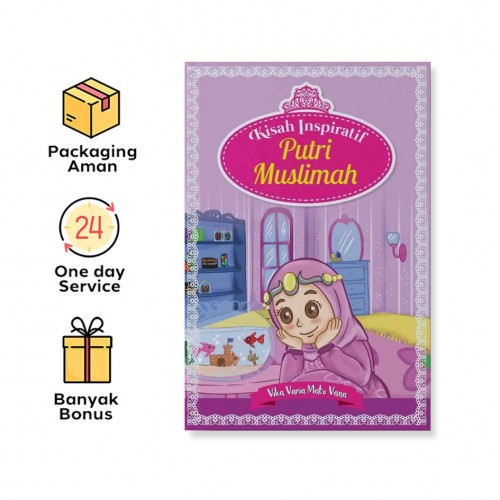 Packaging
Aman
24
One day
Service
Banyak
Bonus
Kisah Inspiratif
Putri
Muslimah
Vika Varia Mata Vana